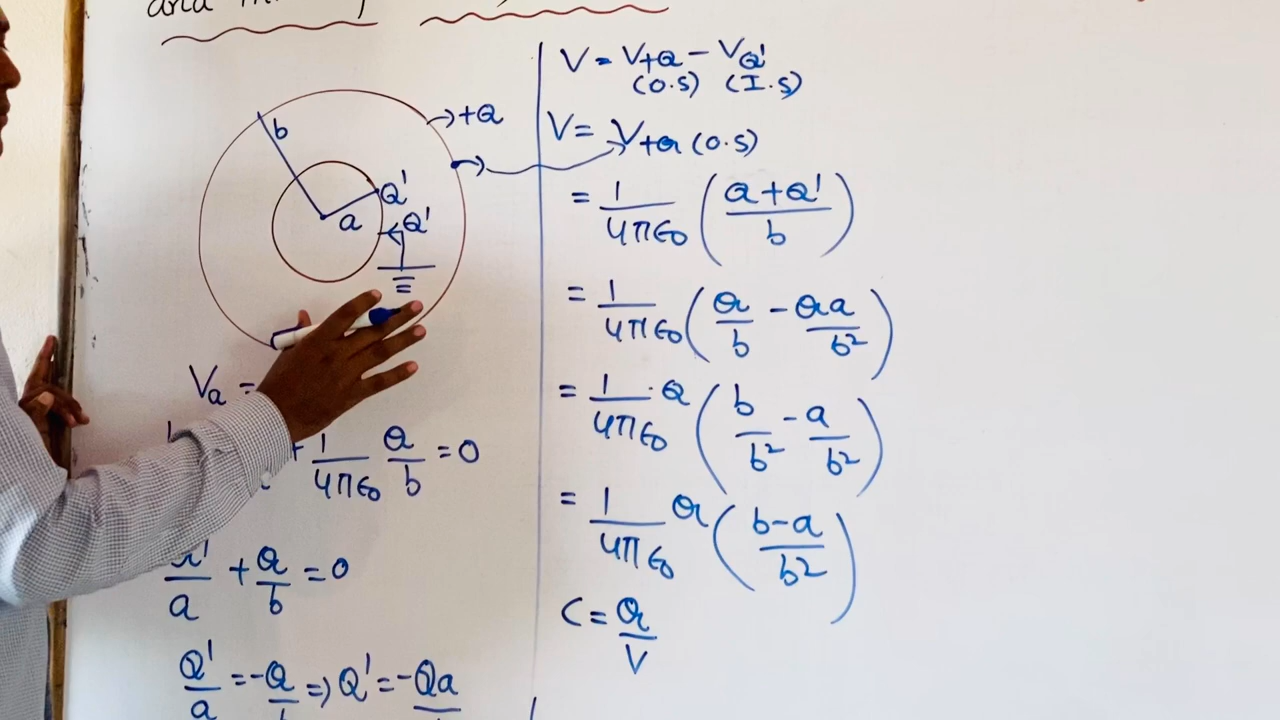 and
b
→+Q
Q'
a
Q'
Va =
+ 1/4πε0 Q/b = 0
Q'/a + Q/b = 0
Q'/a = -Q/b ⇒ Q' = -Qa
V = V+Q - VQ'
(O.S) (I.S)
V = V+Q (O.S)
= 1/4πε0 (Q+Q'/b)
= 1/4πε0 (Q/b - Qa/b²)
= 1/4πε0 · Q (b/b² - a/b²)
= 1/4πε0 Q (b-a/b²)
C = Q/V